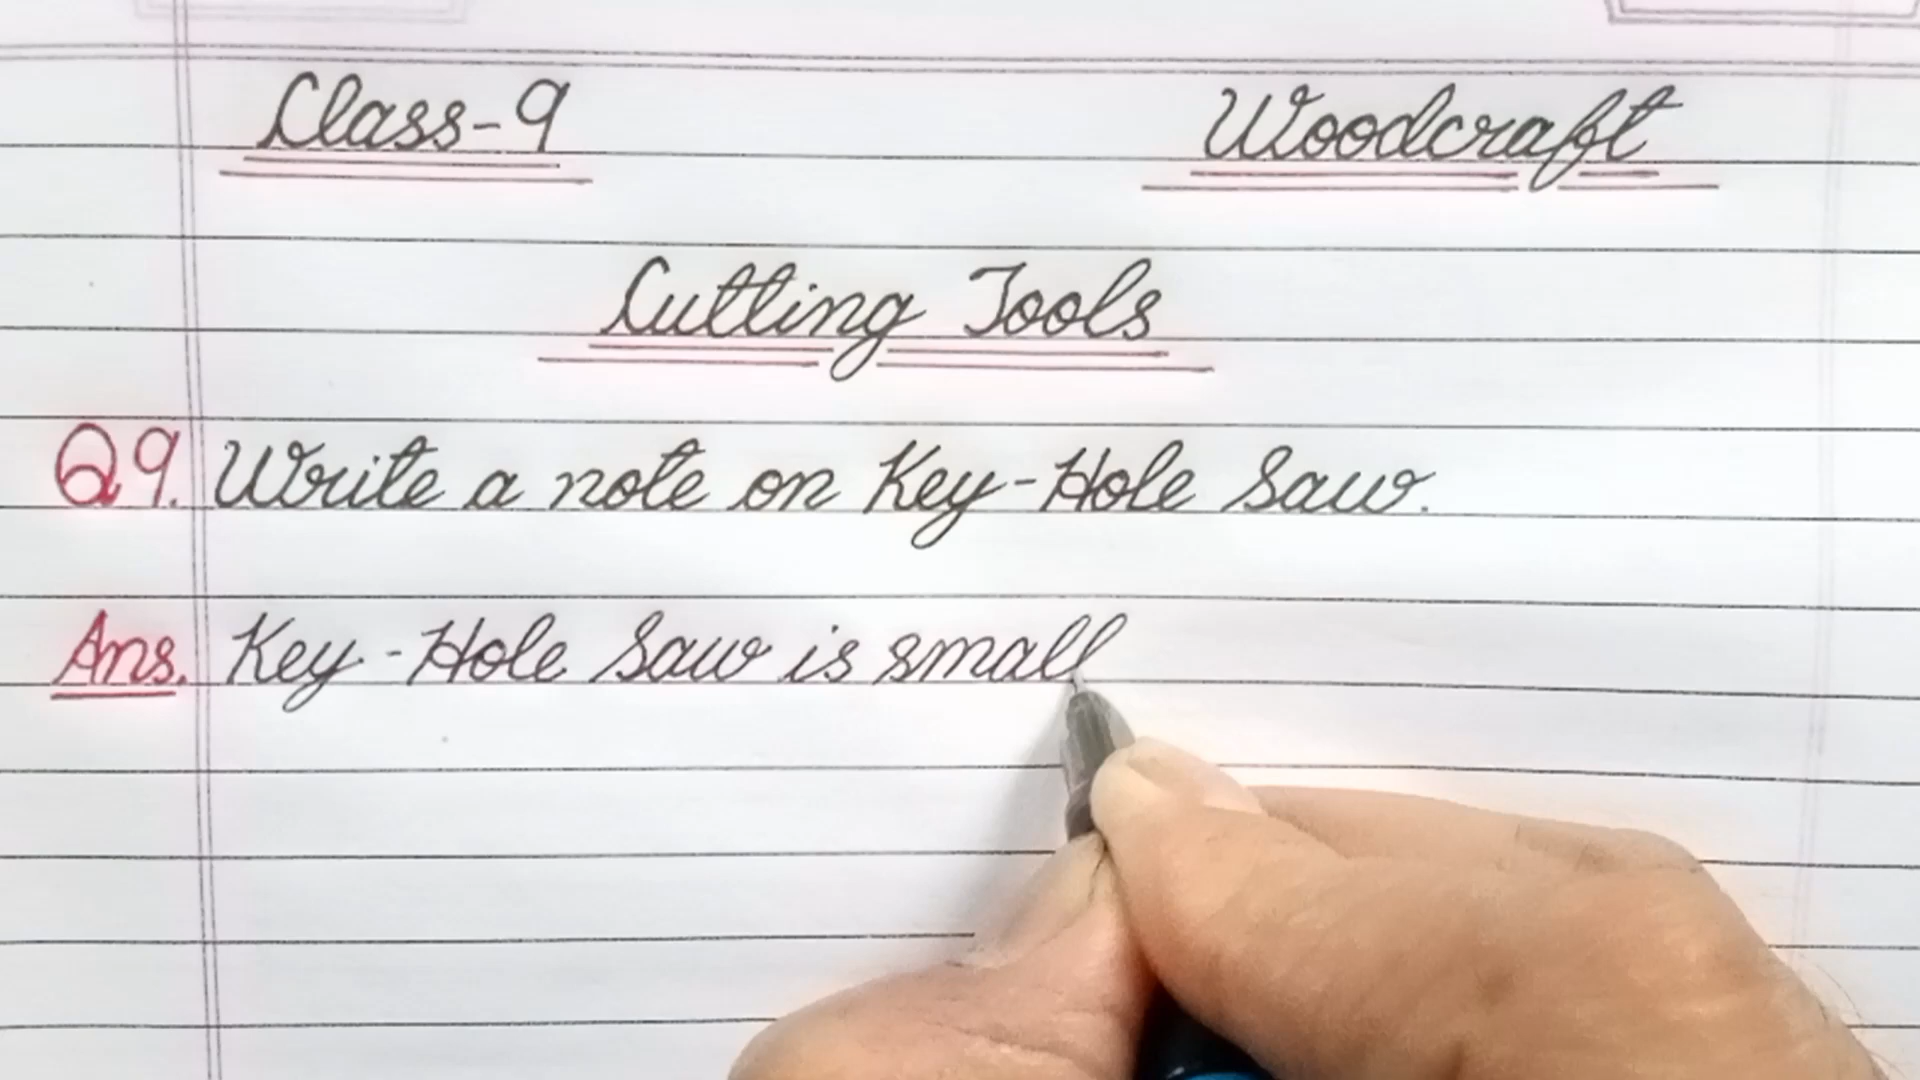 Class-9
Woodcraft
Cutting Tools
Q9. Write a note on Key-Hole Saw.
Ans. Key-Hole Saw is small